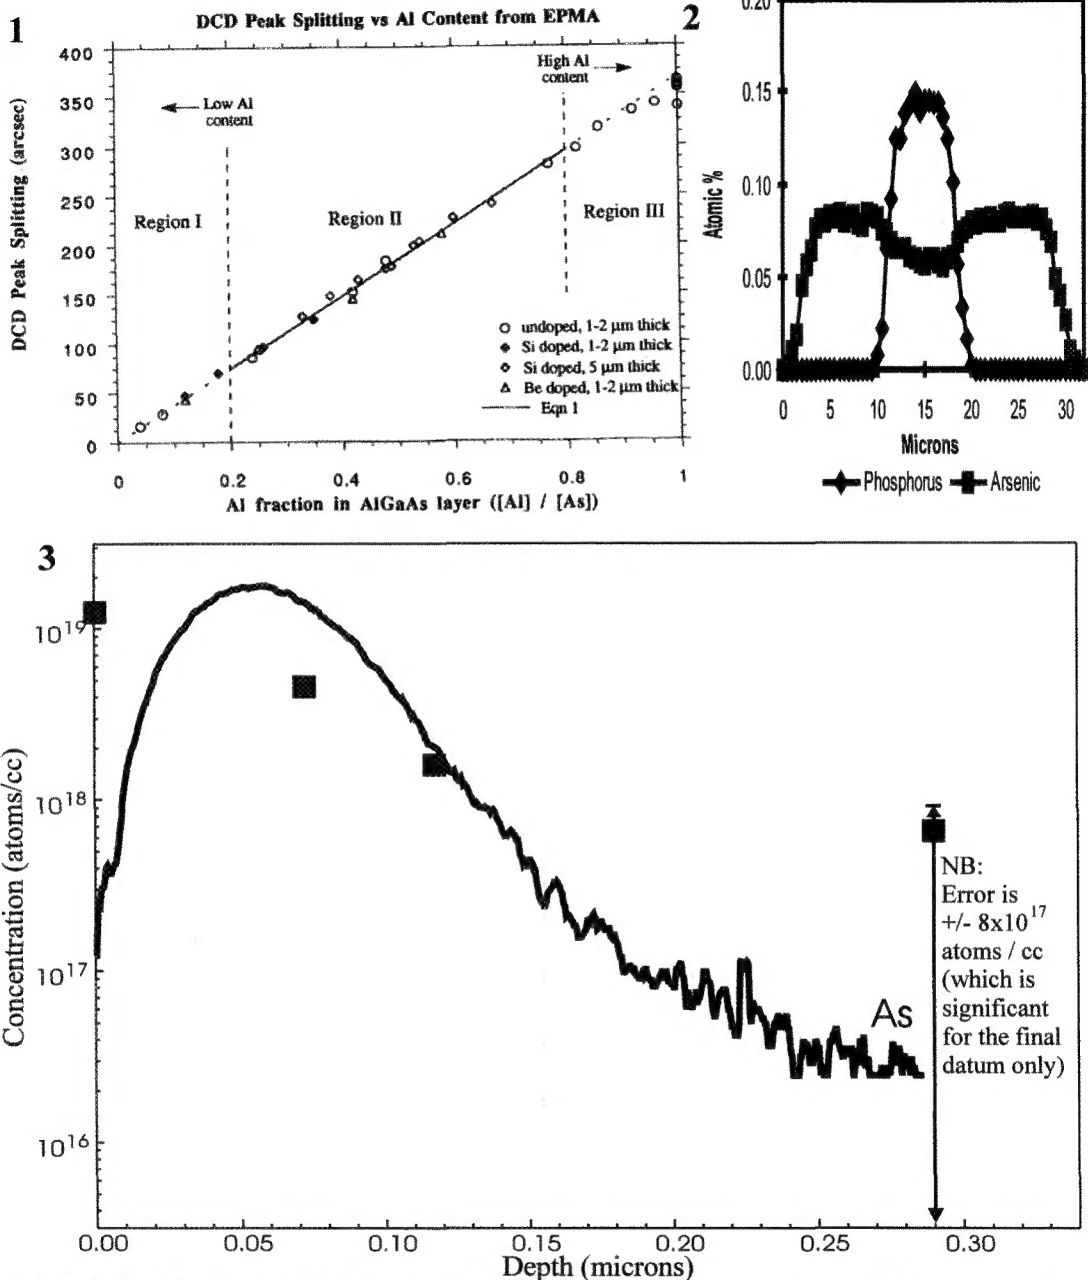 1
DCD Peak Splitting vs Al Content from EPMA
DCD Peak Splitting (arcsec)
400
350
300
250
200
150
100
50
0
Low Al
content
High Al
content
Region I
Region II
Region III
undoped, 1-2 µm thick
Si doped, 1-2 µm thick
Si doped, 5 µm thick
Be doped, 1-2 µm thick
Eqn 1
0 0.2 0.4 0.6 0.8 1
Al fraction in AlGaAs layer ([Al] / [As])
2
Atomic %
0.20
0.15
0.10
0.05
0.00
0 5 10 15 20 25 30
Microns
Phosphorus Arsenic
3
Concentration (atoms/cc)
10¹⁹
10¹⁸
10¹⁷
10¹⁶
As
NB:
Error is
+/- 8x10¹⁷
atoms / cc
(which is
significant
for the final
datum only)
0.00 0.05 0.10 0.15 0.20 0.25 0.30
Depth (microns)